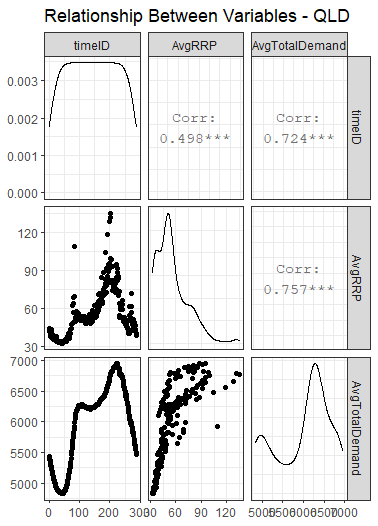 Relationship Between Variables - QLD
timeID
AvgRRP
AvgTotalDemand
0.003
0.002
0.001
0.000
Corr:
0.498***
Corr:
0.724***
timeID
120
90
60
30
Corr:
0.757***
AvgRRP
7000
6500
6000
5500
5000
AvgTotalDemand
0
100
200
300
30
60
90
120
5000
5500
6000
6500
7000